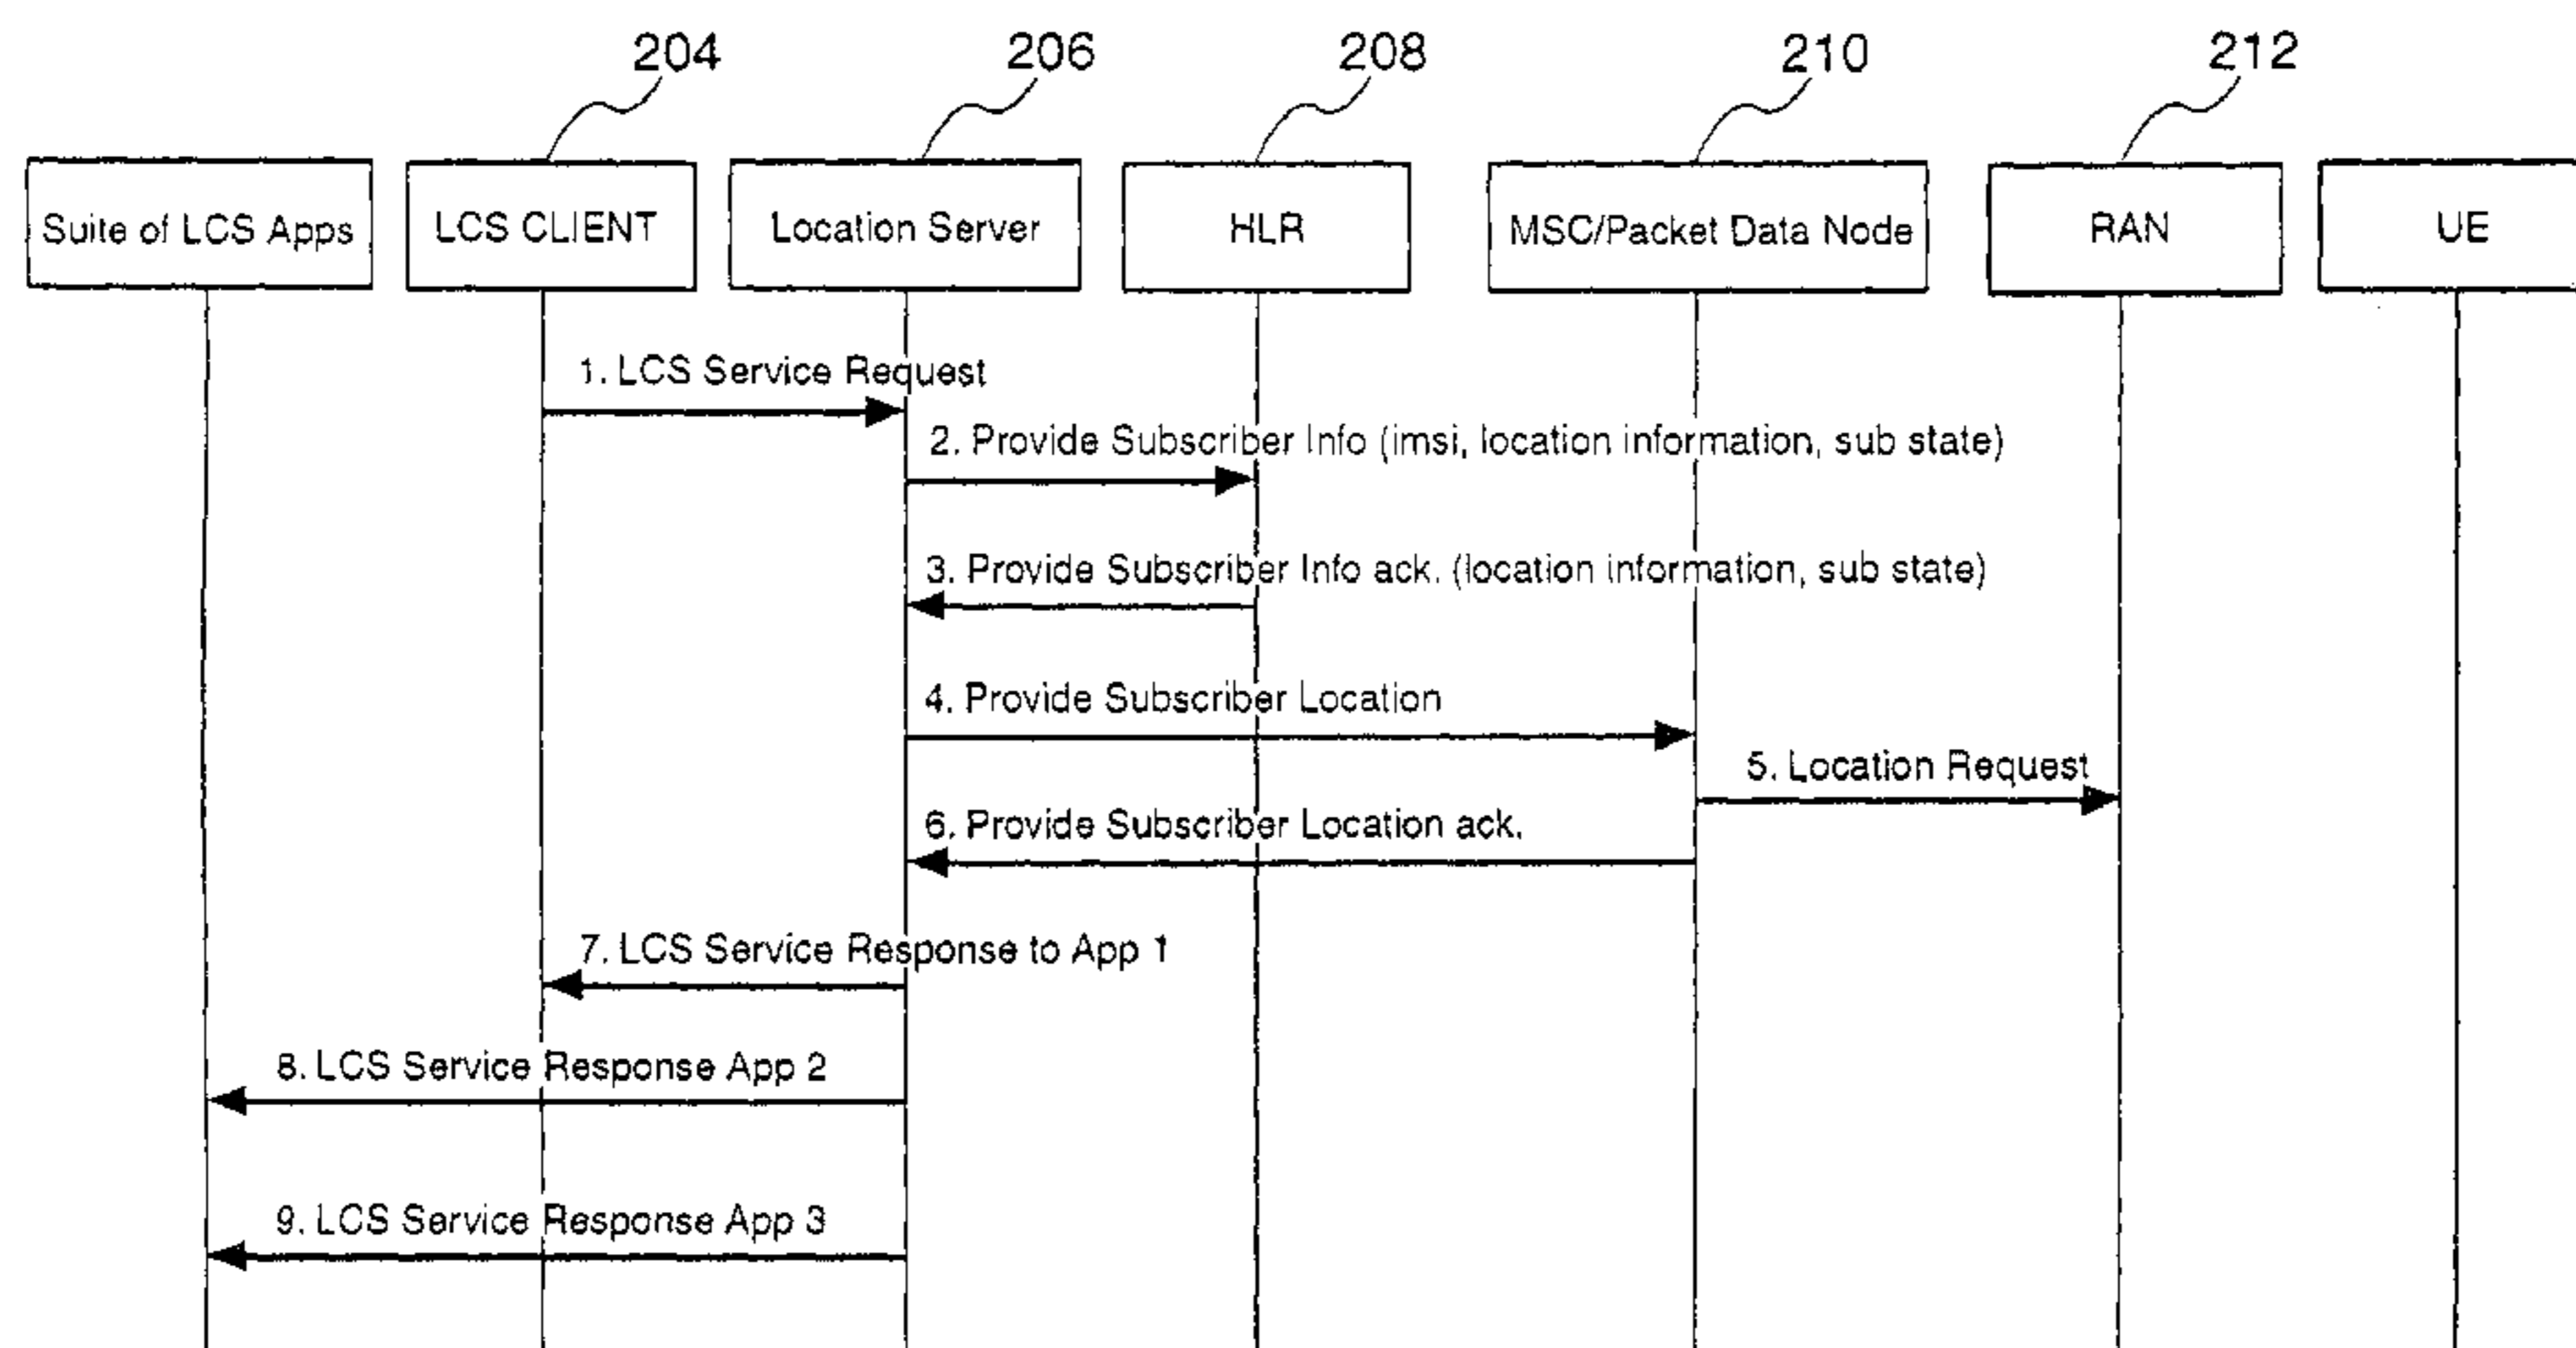 204
206
208
210
212
Suite of LCS Apps
LCS CLIENT
Location Server
HLR
MSC/Packet Data Node
RAN
UE
1. LCS Service Request
2. Provide Subscriber Info (imsi, location information, sub state)
3. Provide Subscriber Info ack. (location information, sub state)
4. Provide Subscriber Location
5. Location Request
6. Provide Subscriber Location ack.
7. LCS Service Response to App 1
8. LCS Service Response App 2
9. LCS Service Response App 3